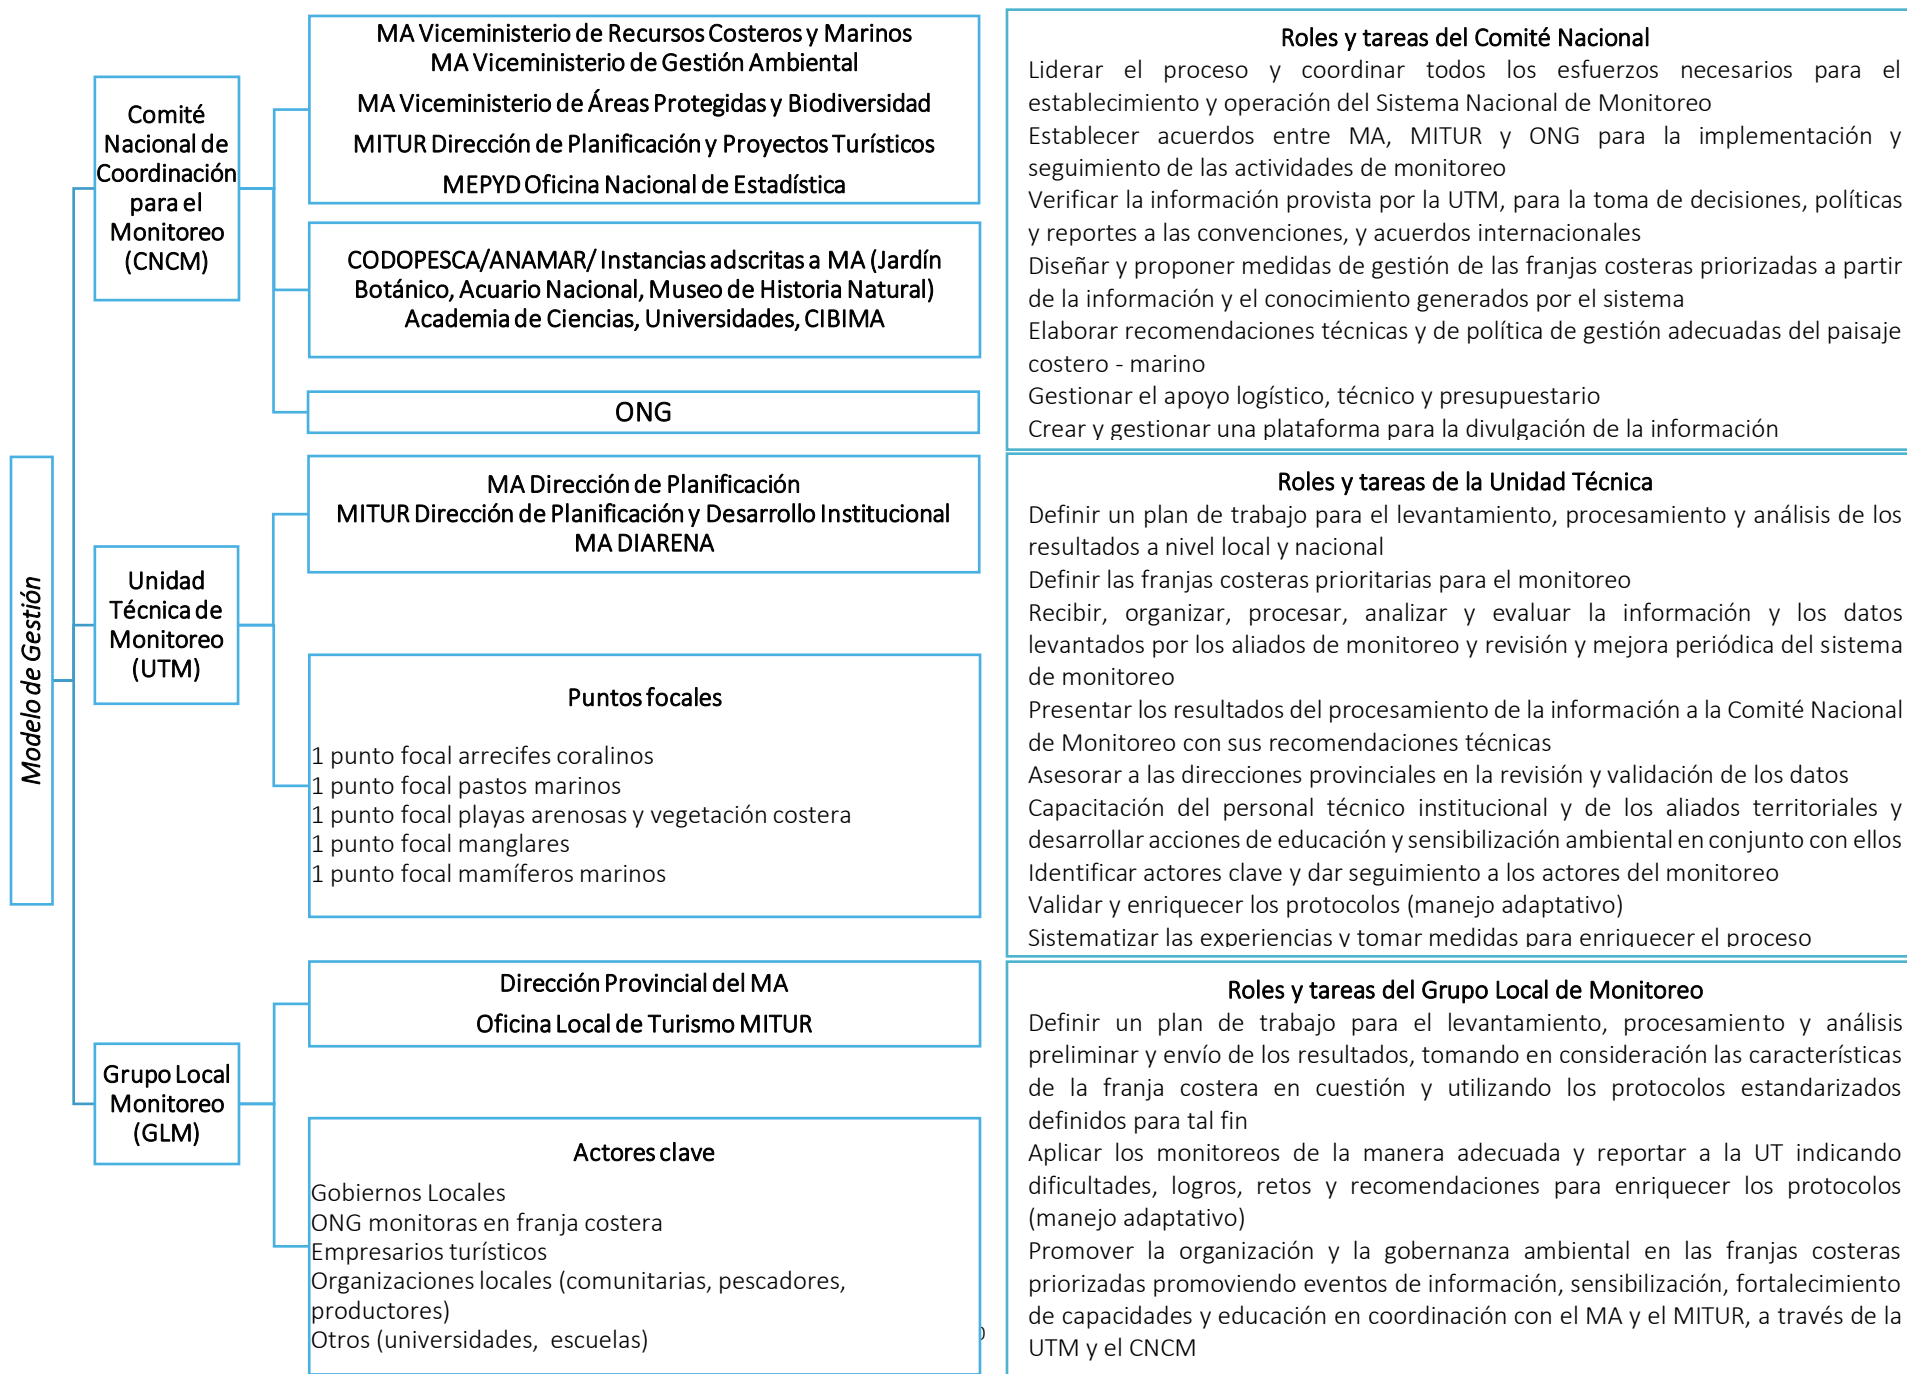 Modelo de Gestión
Comité
Nacional de
Coordinación
para el
Monitoreo
(CNCM)
MA Viceministerio de Recursos Costeros y Marinos
MA Viceministerio de Gestión Ambiental
MA Viceministerio de Áreas Protegidas y Biodiversidad
MITUR Dirección de Planificación y Proyectos Turísticos
MEPYD Oficina Nacional de Estadística
CODOPESCA/ANAMAR/ Instancias adscritas a MA (Jardín
Botánico, Acuario Nacional, Museo de Historia Natural)
Academia de Ciencias, Universidades, CIBIMA
ONG
Roles y tareas del Comité Nacional
Liderar el proceso y coordinar todos los esfuerzos necesarios para el
establecimiento y operación del Sistema Nacional de Monitoreo
Establecer acuerdos entre MA, MITUR y ONG para la implementación y
seguimiento de las actividades de monitoreo
Verificar la información provista por la UTM, para la toma de decisiones, políticas
y reportes a las convenciones, y acuerdos internacionales
Diseñar y proponer medidas de gestión de las franjas costeras priorizadas a partir
de la información y el conocimiento generados por el sistema
Elaborar recomendaciones técnicas y de política de gestión adecuadas del paisaje
costero - marino
Gestionar el apoyo logístico, técnico y presupuestario
Crear y gestionar una plataforma para la divulgación de la información
Unidad
Técnica de
Monitoreo
(UTM)
MA Dirección de Planificación
MITUR Dirección de Planificación y Desarrollo Institucional
MA DIARENA
Puntos focales
1 punto focal arrecifes coralinos
1 punto focal pastos marinos
1 punto focal playas arenosas y vegetación costera
1 punto focal manglares
1 punto focal mamíferos marinos
Roles y tareas de la Unidad Técnica
Definir un plan de trabajo para el levantamiento, procesamiento y análisis de los
resultados a nivel local y nacional
Definir las franjas costeras prioritarias para el monitoreo
Recibir, organizar, procesar, analizar y evaluar la información y los datos
levantados por los aliados de monitoreo y revisión y mejora periódica del sistema
de monitoreo
Presentar los resultados del procesamiento de la información a la Comité Nacional
de Monitoreo con sus recomendaciones técnicas
Asesorar a las direcciones provinciales en la revisión y validación de los datos
Capacitación del personal técnico institucional y de los aliados territoriales y
desarrollar acciones de educación y sensibilización ambiental en conjunto con ellos
Identificar actores clave y dar seguimiento a los actores del monitoreo
Validar y enriquecer los protocolos (manejo adaptativo)
Sistematizar las experiencias y tomar medidas para enriquecer el proceso
Grupo Local
Monitoreo
(GLM)
Dirección Provincial del MA
Oficina Local de Turismo MITUR
Actores clave
Gobiernos Locales
ONG monitoras en franja costera
Empresarios turísticos
Organizaciones locales (comunitarias, pescadores,
productores)
Otros (universidades, escuelas)
Roles y tareas del Grupo Local de Monitoreo
Definir un plan de trabajo para el levantamiento, procesamiento y análisis
preliminar y envío de los resultados, tomando en consideración las características
de la franja costera en cuestión y utilizando los protocolos estandarizados
definidos para tal fin
Aplicar los monitoreos de la manera adecuada y reportar a la UT indicando
dificultades, logros, retos y recomendaciones para enriquecer los protocolos
(manejo adaptativo)
Promover la organización y la gobernanza ambiental en las franjas costeras
priorizadas promoviendo eventos de información, sensibilización, fortalecimiento
de capacidades y educación en coordinación con el MA y el MITUR, a través de la
UTM y el CNCM